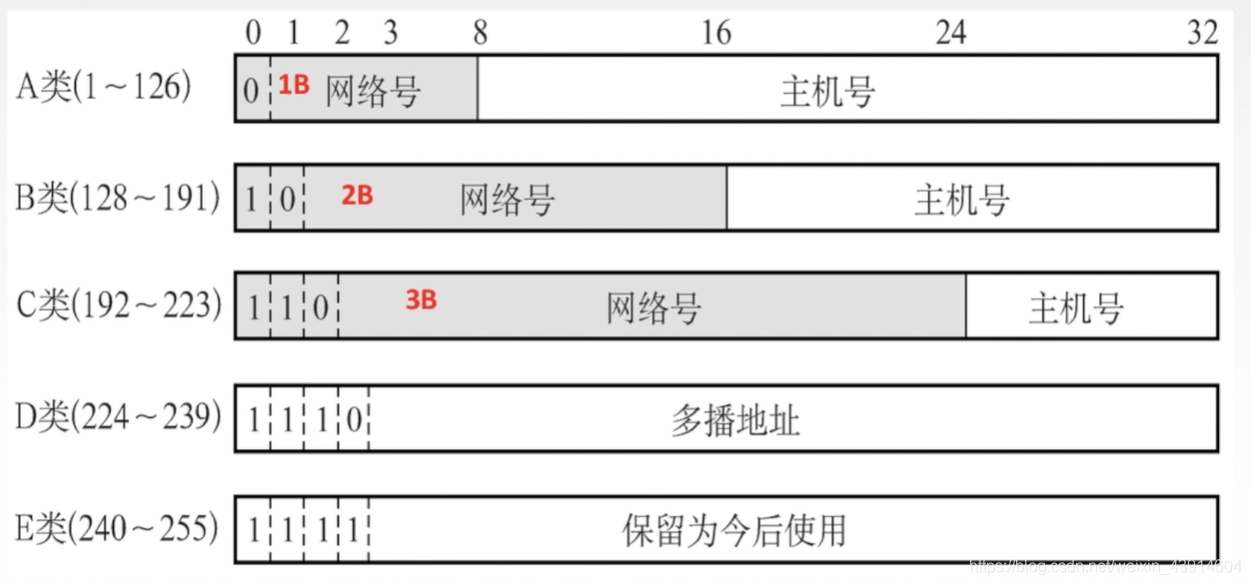 0 1 2 3 8 16 24 32
A类(1～126) 0 1B 网络号 主机号
B类(128～191) 1 0 2B 网络号 主机号
C类(192～223) 1 1 0 3B 网络号 主机号
D类(224～239) 1 1 1 0 多播地址
E类(240～255) 1 1 1 1 保留为今后使用
https://blog.csdn.net/weixin_43914604